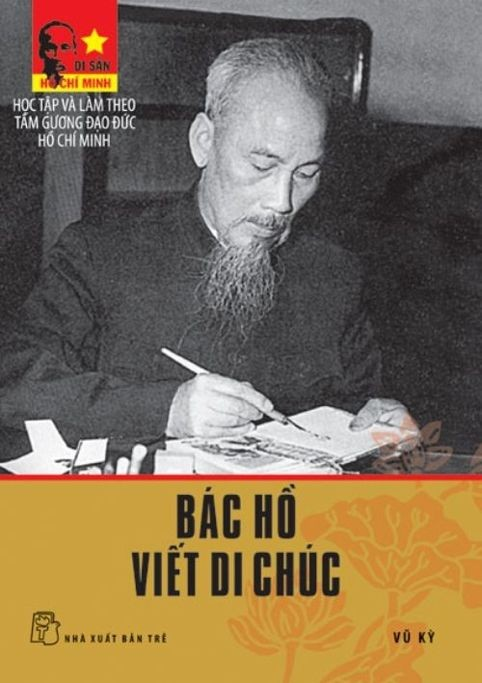 DI SẢN
HỒ CHÍ MINH
HỌC TẬP VÀ LÀM THEO
TẤM GƯƠNG ĐẠO ĐỨC
HỒ CHÍ MINH
BÁC HỒ
VIẾT DI CHÚC
NHÀ XUẤT BẢN TRẺ
VŨ KỲ